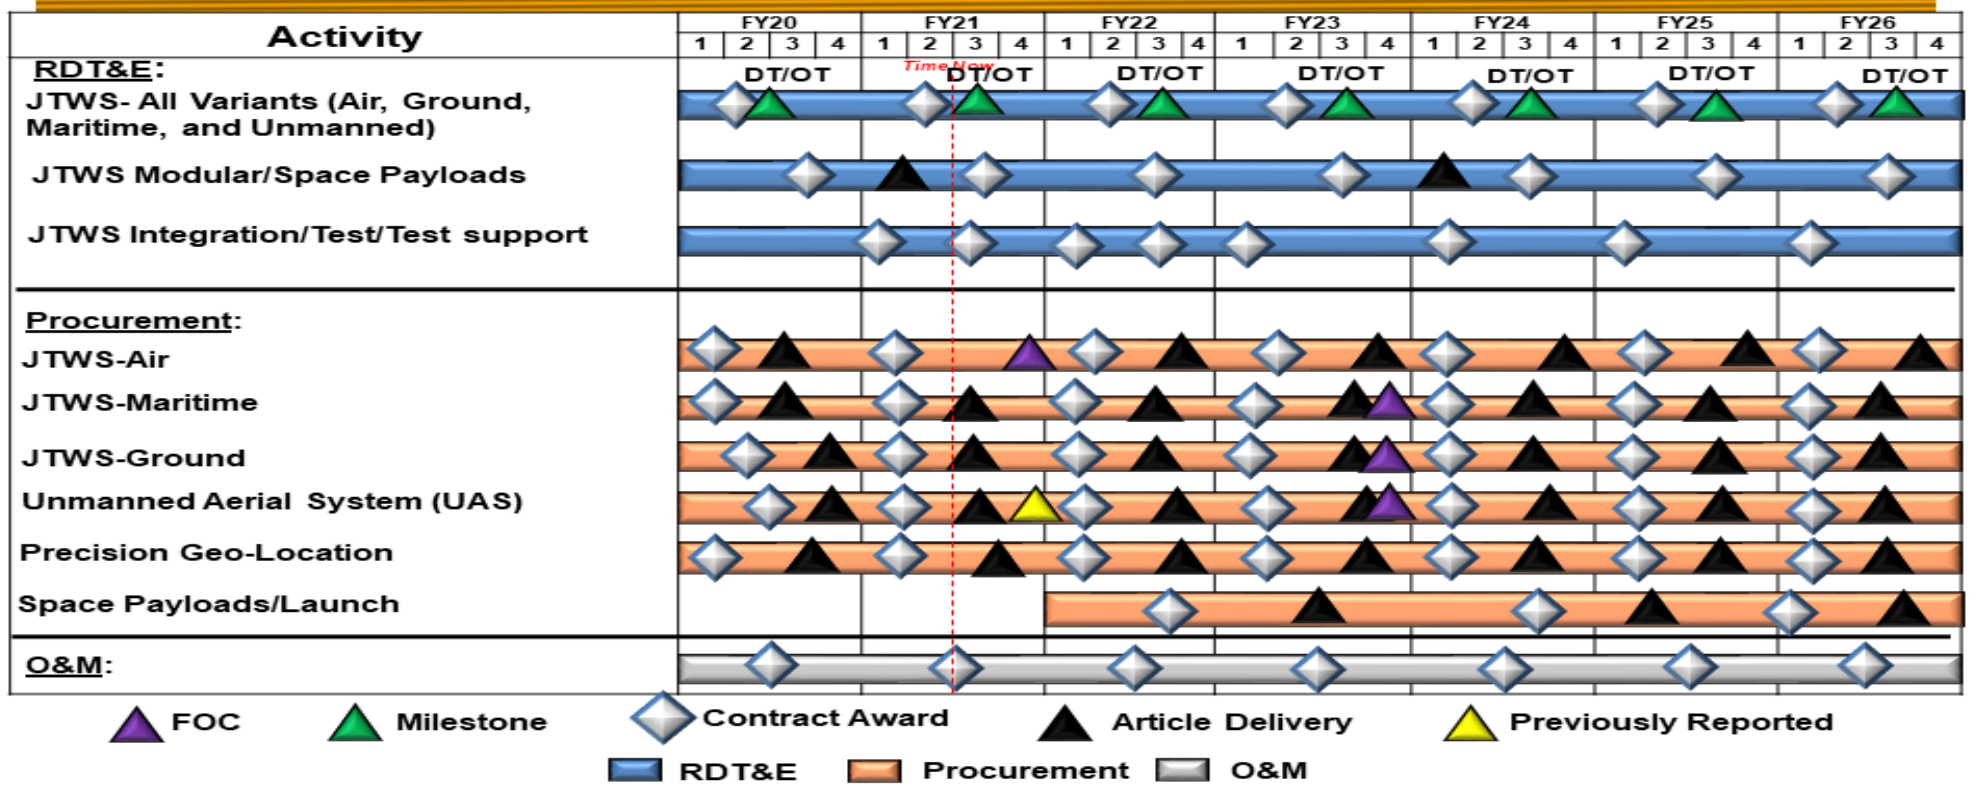 Activity
FY20 FY21 FY22 FY23 FY24 FY25 FY26
1 2 3 4 1 2 3 4 1 2 3 4 1 2 3 4 1 2 3 4 1 2 3 4 1 2 3 4
RDT&E:
Time Now
DT/OT DT/OT DT/OT DT/OT DT/OT DT/OT DT/OT
JTWS- All Variants (Air, Ground,
Maritime, and Unmanned)
JTWS Modular/Space Payloads
JTWS Integration/Test/Test support
Procurement:
JTWS-Air
JTWS-Maritime
JTWS-Ground
Unmanned Aerial System (UAS)
Precision Geo-Location
Space Payloads/Launch
O&M:
FOC Milestone Contract Award Article Delivery Previously Reported
RDT&E Procurement O&M